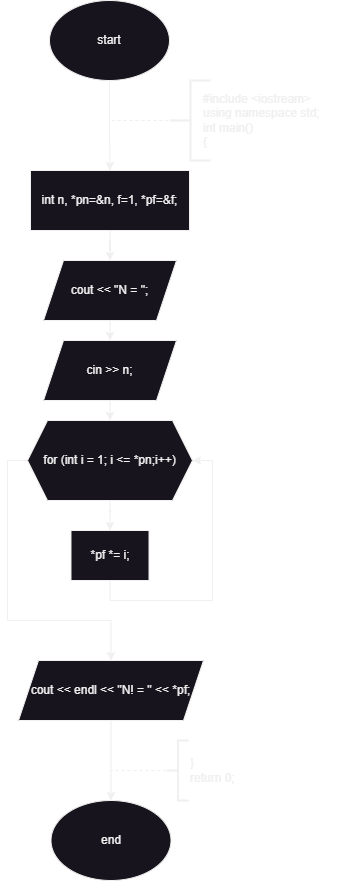 start
#include <iostream>
using namespace std;
int main()
{
int n, *pn=&n, f=1, *pf=&f;
cout << "N = ";
cin >> n;
for (int i = 1; i <= *pn;i++)
*pf *= i;
cout << endl << "N! = " << *pf;
}
return 0;
end